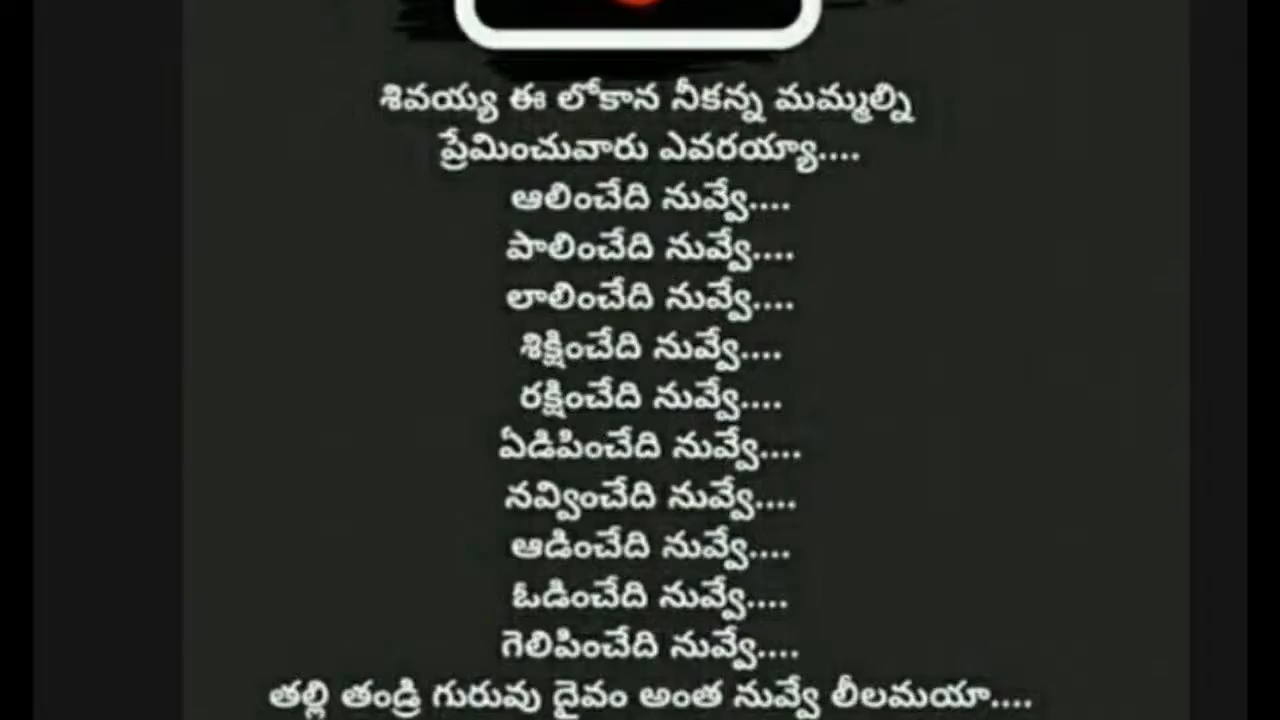 శివయ్య ఈ లోకాన నీకన్న మమ్మల్ని
ప్రేమించువారు ఎవరయ్యా....
ఆలించేది నువ్వే....
పాలించేది నువ్వే....
లాలించేది నువ్వే....
శిక్షించేది నువ్వే....
రక్షించేది నువ్వే....
ఏడిపించేది నువ్వే....
నవ్వించేది నువ్వే....
ఆడించేది నువ్వే....
ఓడించేది నువ్వే....
గెలిపించేది నువ్వే....
తల్లి తండ్రి గురువు దైవం అంత నువ్వే లీలమయా....